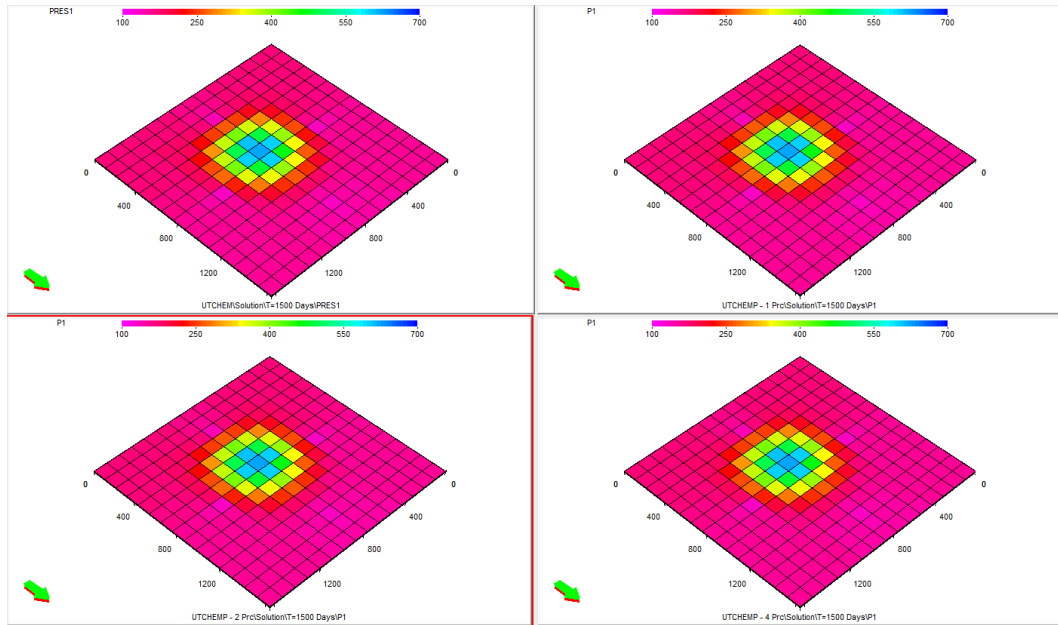 PRES1
100 250 400 550 700
0 0
400 400
800 800
1200 1200
UTCHEM\Solution\T=1500 Days\PRES1
P1
100 250 400 550 700
0 0
400 400
800 800
1200 1200
UTCHEMP - 1 Prc\Solution\T=1500 Days\P1
P1
100 250 400 550 700
0 0
400 400
800 800
1200 1200
UTCHEMP - 2 Prc\Solution\T=1500 Days\P1
P1
100 250 400 550 700
0 0
400 400
800 800
1200 1200
UTCHEMP - 4 Prc\Solution\T=1500 Days\P1